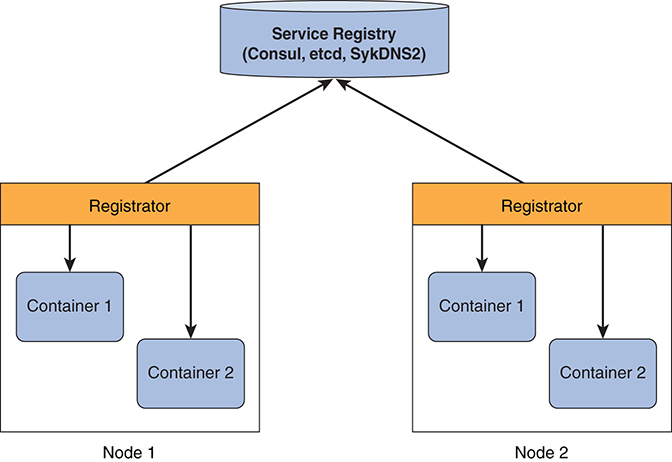 Service Registry
(Consul, etcd, SykDNS2)
Registrator
Container 1
Container 2
Node 1
Registrator
Container 1
Container 2
Node 2